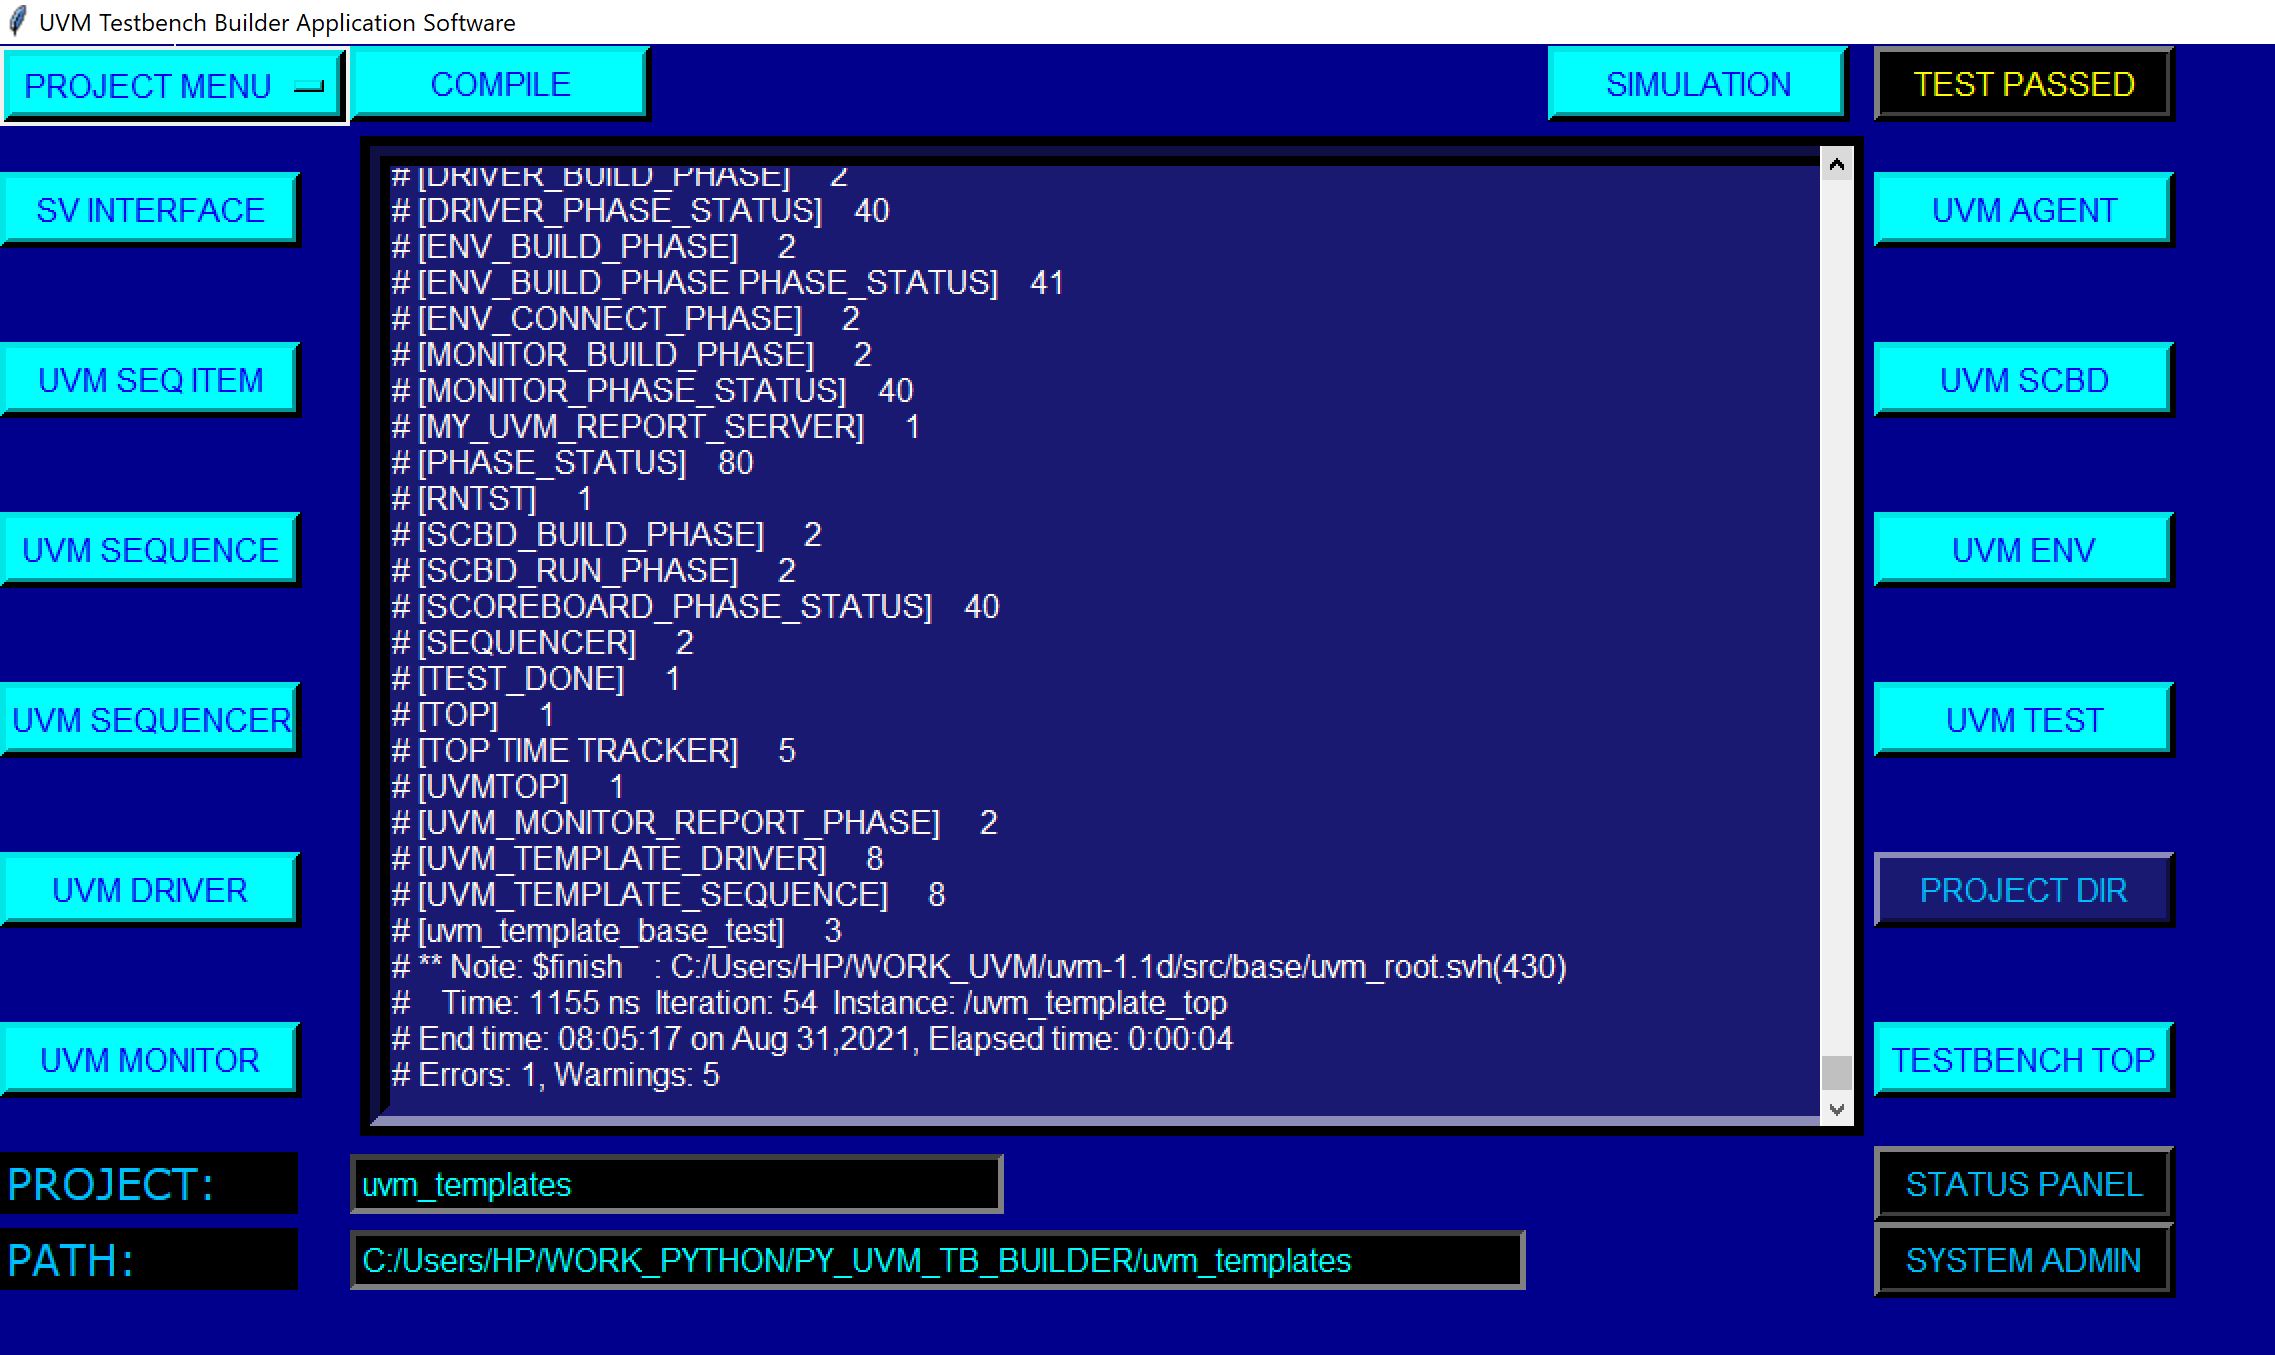 UVM Testbench Builder Application Software
PROJECT MENU
COMPILE
SIMULATION
TEST PASSED
SV INTERFACE
UVM SEQ ITEM
UVM SEQUENCE
UVM SEQUENCER
UVM DRIVER
UVM MONITOR
# [DRIVER_BUILD_PHASE] 2
# [DRIVER_PHASE_STATUS] 40
# [ENV_BUILD_PHASE] 2
# [ENV_BUILD_PHASE PHASE_STATUS] 41
# [ENV_CONNECT_PHASE] 2
# [MONITOR_BUILD_PHASE] 2
# [MONITOR_PHASE_STATUS] 40
# [MY_UVM_REPORT_SERVER] 1
# [PHASE_STATUS] 80
# [RNTST] 1
# [SCBD_BUILD_PHASE] 2
# [SCBD_RUN_PHASE] 2
# [SCOREBOARD_PHASE_STATUS] 40
# [SEQUENCER] 2
# [TEST_DONE] 1
# [TOP] 1
# [TOP TIME TRACKER] 5
# [UVMTOP] 1
# [UVM_MONITOR_REPORT_PHASE] 2
# [UVM_TEMPLATE_DRIVER] 8
# [UVM_TEMPLATE_SEQUENCE] 8
# [uvm_template_base_test] 3
# ** Note: $finish : C:/Users/HP/WORK_UVM/uvm-1.1d/src/base/uvm_root.svh(430)
# Time: 1155 ns Iteration: 54 Instance: /uvm_template_top
# End time: 08:05:17 on Aug 31,2021, Elapsed time: 0:00:04
# Errors: 1, Warnings: 5
UVM AGENT
UVM SCBD
UVM ENV
UVM TEST
PROJECT DIR
TESTBENCH TOP
PROJECT:
uvm_templates
STATUS PANEL
PATH:
C:/Users/HP/WORK_PYTHON/PY_UVM_TB_BUILDER/uvm_templates
SYSTEM ADMIN